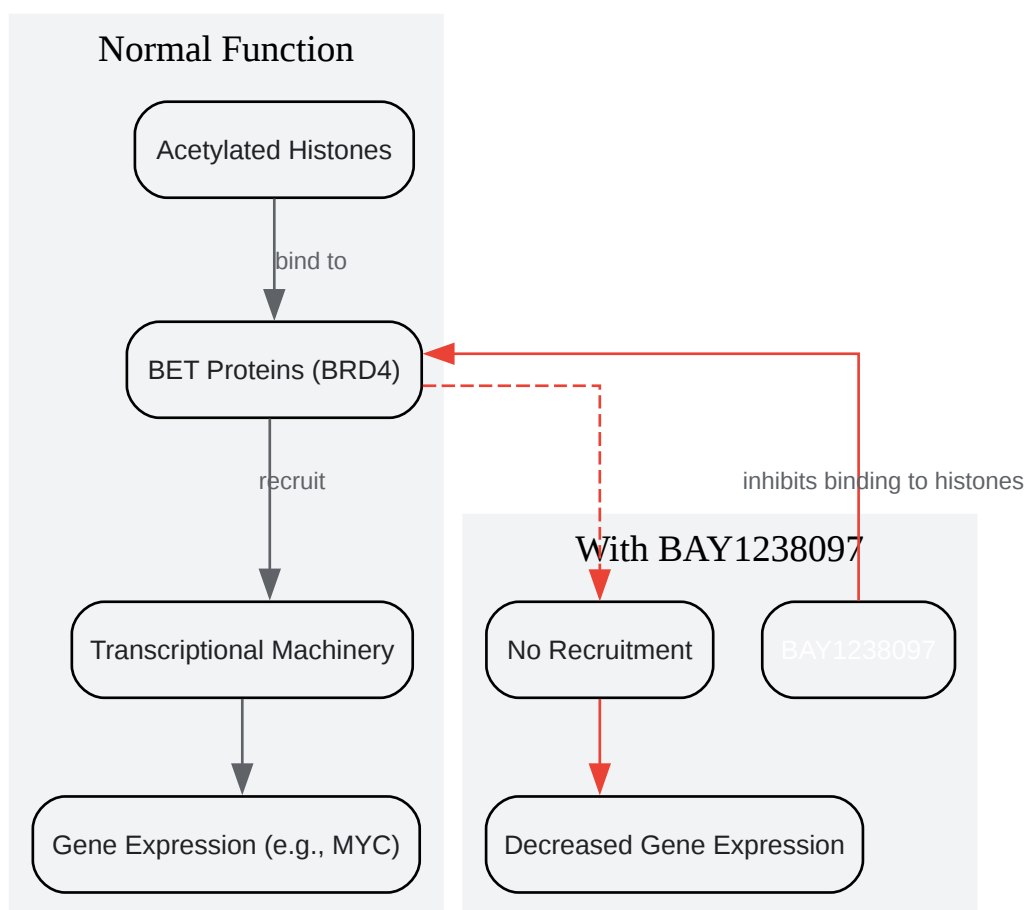 Normal Function
Acetylated Histones
bind to
BET Proteins (BRD4)
recruit
inhibits binding to histones
With BAY1238097
Transcriptional Machinery
No Recruitment
BAY1238097
Gene Expression (e.g., MYC)
Decreased Gene Expression